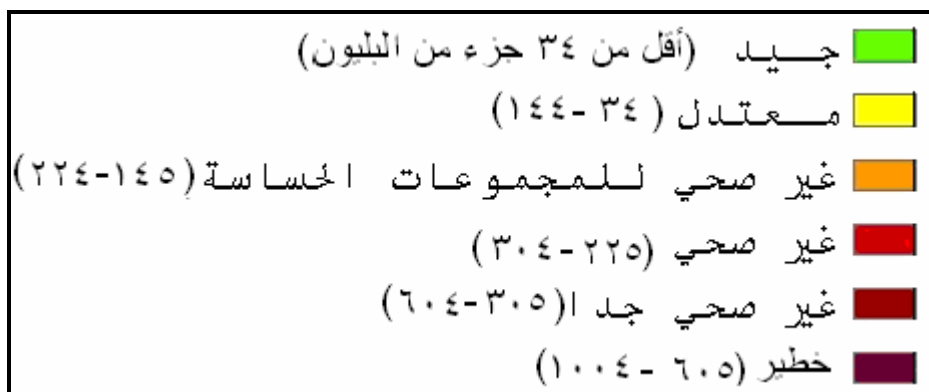 جيد (أقل من ٣٤ جزء من البليون)
معتدل (٣٤-١٤٤)
غير صحي للمجموعات الحساسة (١٤٥-٢٢٤)
غير صحي (٢٢٥-٣٠٤)
غير صحي جدا (٣٠٥-٦٠٤)
خطير (٦٠٥ - ١٠٠٤)